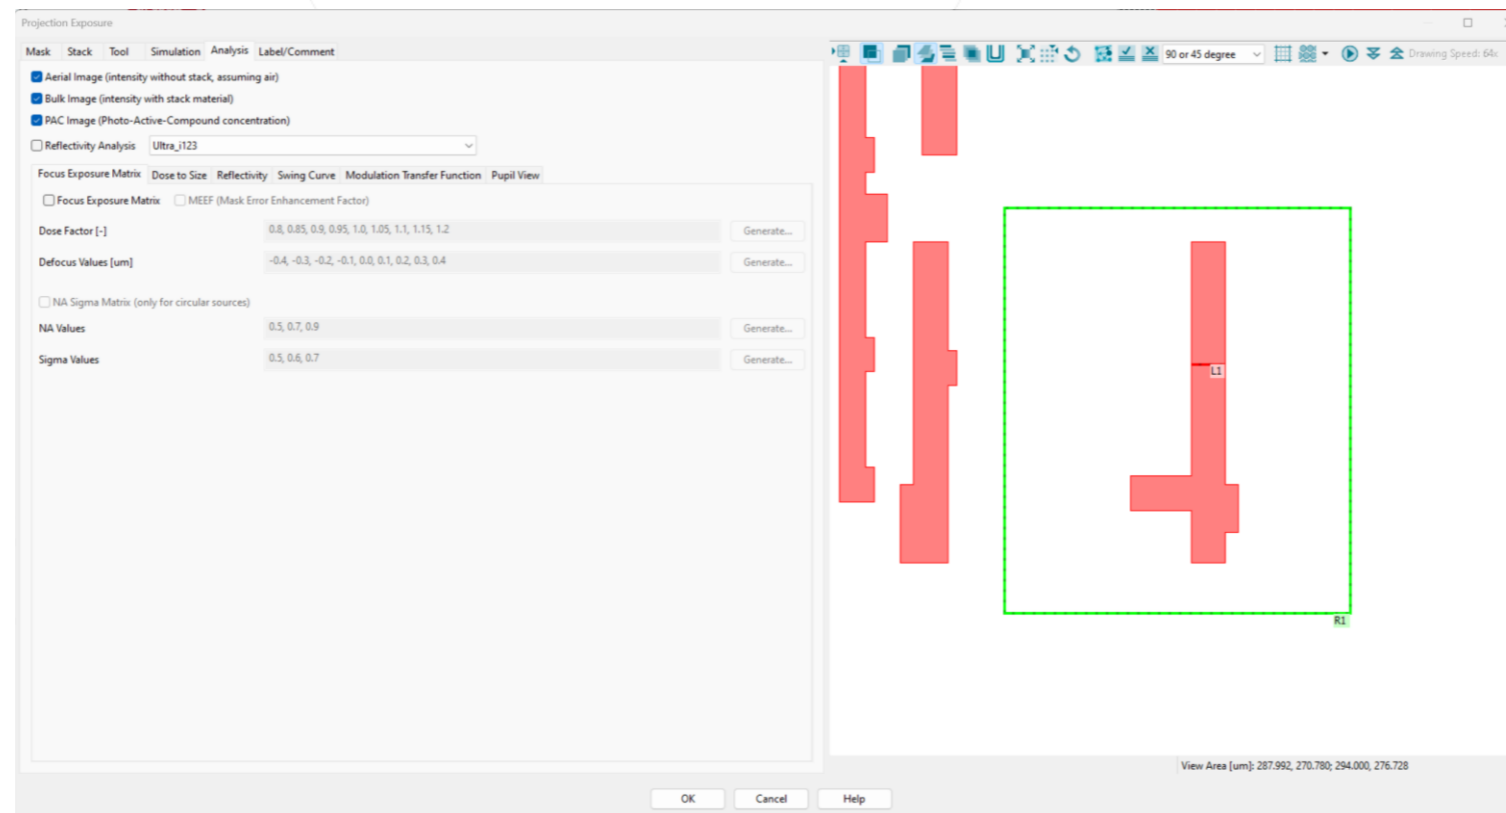 Projection Exposure
Mask Stack Tool Simulation Analysis Label/Comment
90 or 45 degree
Drawing Speed: 64x
Aerial Image (intensity without stack, assuming air)
Bulk Image (intensity with stack material)
PAC Image (Photo-Active-Compound concentration)
Reflectivity Analysis Ultra_i123
Focus Exposure Matrix Dose to Size Reflectivity Swing Curve Modulation Transfer Function Pupil View
Focus Exposure Matrix MEEF (Mask Error Enhancement Factor)
Dose Factor [-] 0.8, 0.85, 0.9, 0.95, 1.0, 1.05, 1.1, 1.15, 1.2 Generate...
Defocus Values [um] -0.4, -0.3, -0.2, -0.1, 0.0, 0.1, 0.2, 0.3, 0.4 Generate...
NA Sigma Matrix (only for circular sources)
NA Values 0.5, 0.7, 0.9 Generate...
Sigma Values 0.5, 0.6, 0.7 Generate...
L1
R1
View Area [um]: 287.992, 270.780; 294.000, 276.728
OK Cancel Help